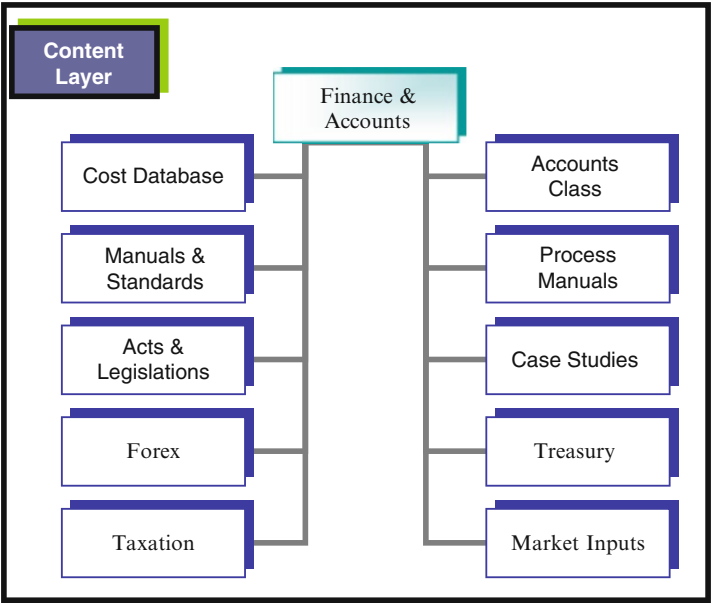 Content
Layer
Finance &
Accounts
Cost Database
Accounts
Class
Manuals &
Standards
Process
Manuals
Acts &
Legislations
Case Studies
Forex
Treasury
Taxation
Market Inputs